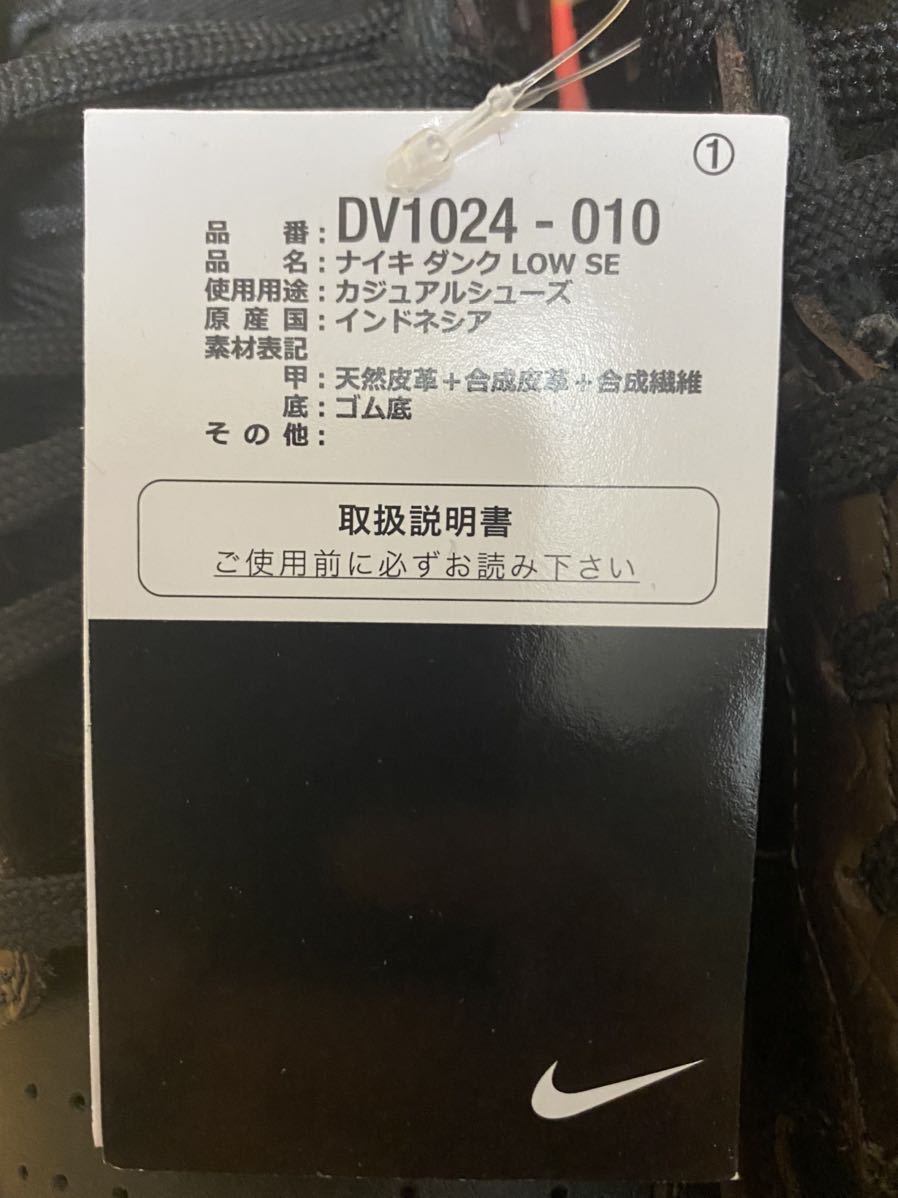 ①
品番：DV1024 - 010
品名：ナイキ ダンク LOW SE
使用用途：カジュアルシューズ
原産国：インドネシア
素材表記
甲：天然皮革＋合成皮革＋合成繊維
底：ゴム底
その他：
取扱説明書
ご使用前に必ずお読み下さい